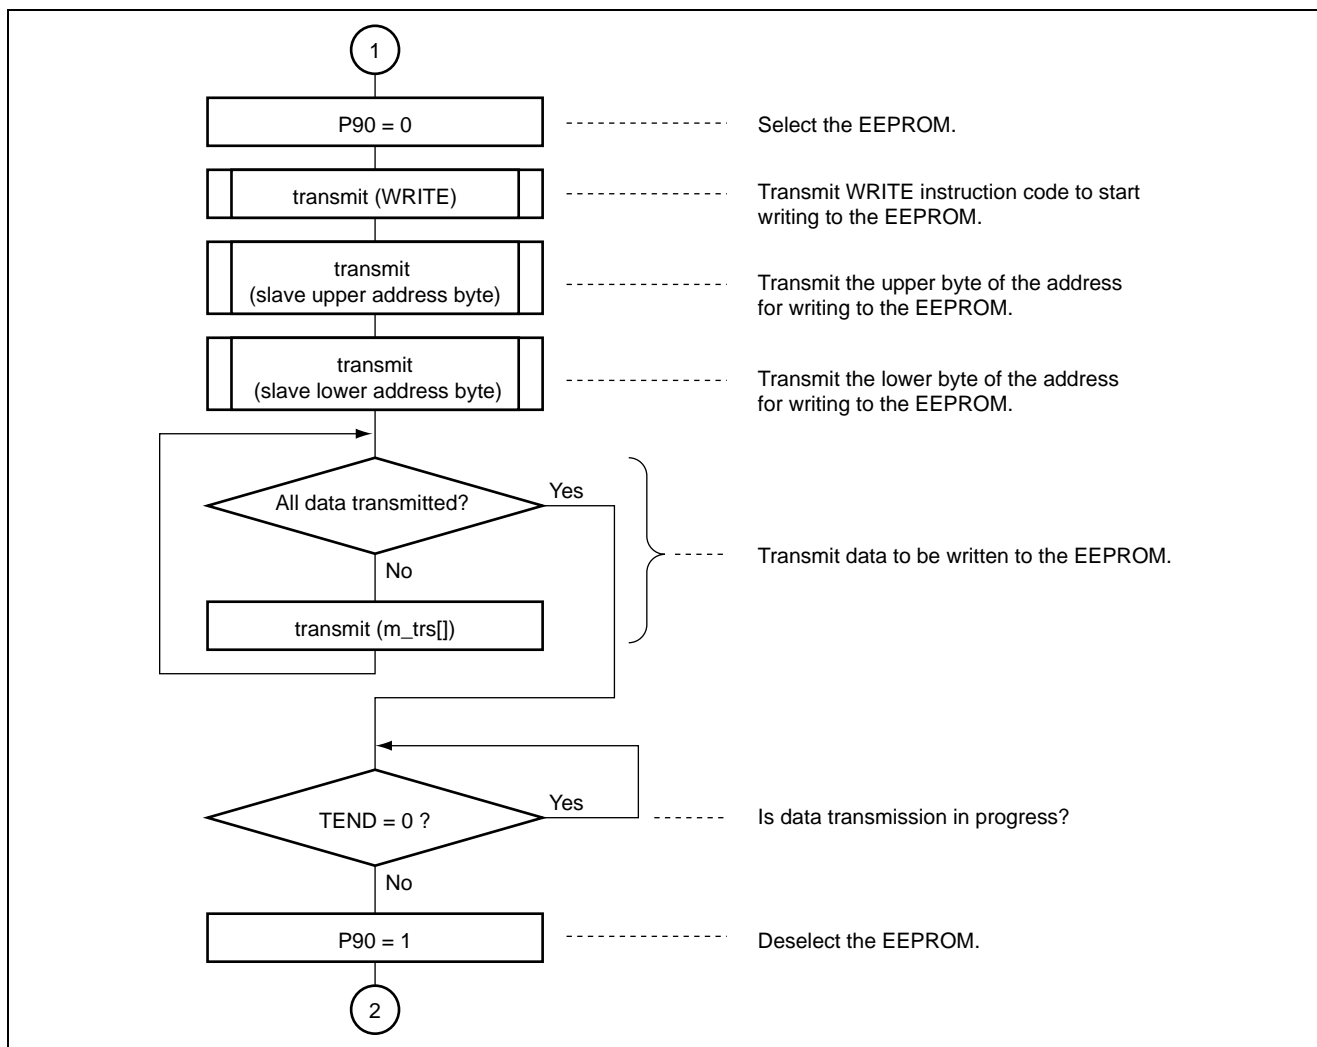 1
P90 = 0
Select the EEPROM.
transmit (WRITE)
Transmit WRITE instruction code to start
writing to the EEPROM.
transmit
(slave upper address byte)
Transmit the upper byte of the address
for writing to the EEPROM.
transmit
(slave lower address byte)
Transmit the lower byte of the address
for writing to the EEPROM.
All data transmitted?
Yes
No
Transmit data to be written to the EEPROM.
transmit (m_trs[])
TEND = 0 ?
Yes
Is data transmission in progress?
No
P90 = 1
Deselect the EEPROM.
2